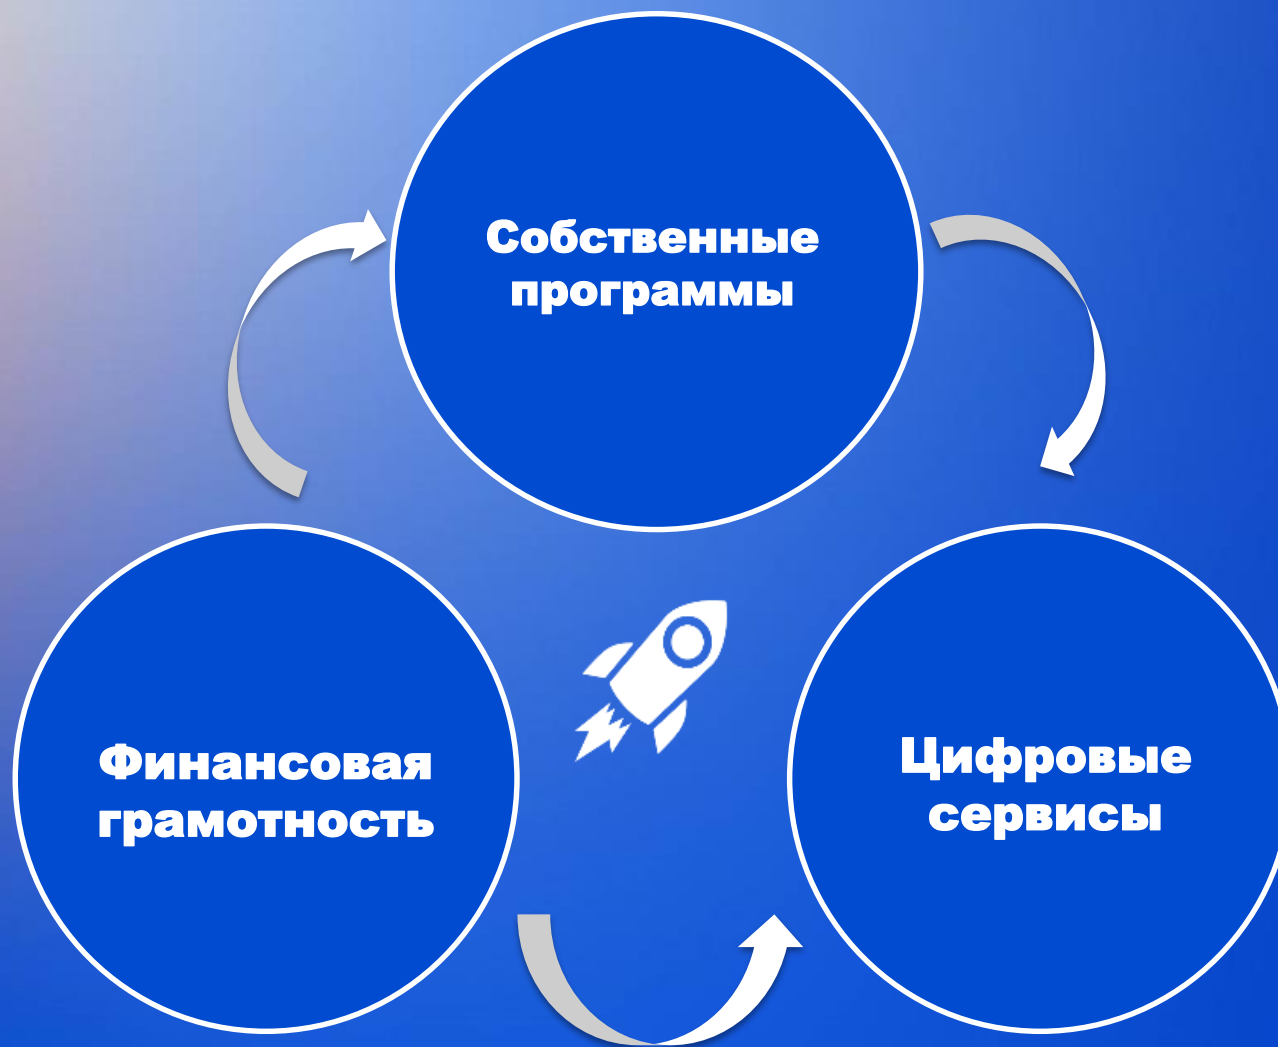 Собственные
программы
Финансовая
грамотность
Цифровые
сервисы